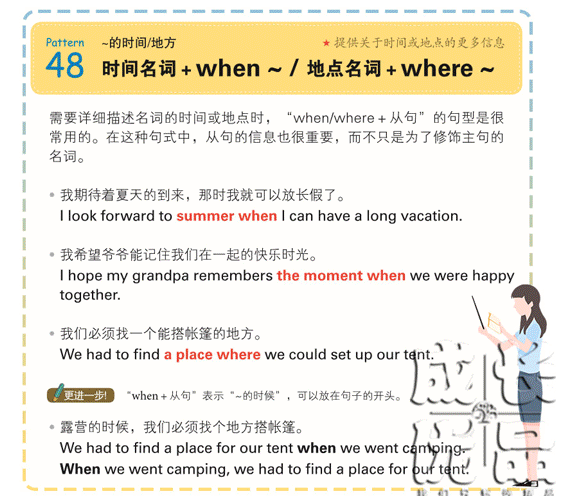 Pattern
48
~的时间/地方
★ 提供关于时间或地点的更多信息
时间名词 + when ~ / 地点名词 + where ~
需要详细描述名词的时间或地点时，“when/where + 从句”的句型是很
常用的。在这种句式中，从句的信息也很重要，而不只是为了修饰主句的
名词。
• 我期待着夏天的到来，那时我就可以放长假了。
I look forward to summer when I can have a long vacation.
• 我希望爷爷能记住我们在一起的快乐时光。
I hope my grandpa remembers the moment when we were happy
together.
• 我们必须找一个能搭帐篷的地方。
We had to find a place where we could set up our tent.
更进一步!
“when + 从句”表示“~的时候”，可以放在句子的开头。
• 露营的时候，我们必须找个地方搭帐篷。
We had to find a place for our tent when we went camping.
When we went camping, we had to find a place for our tent.
成长
优品